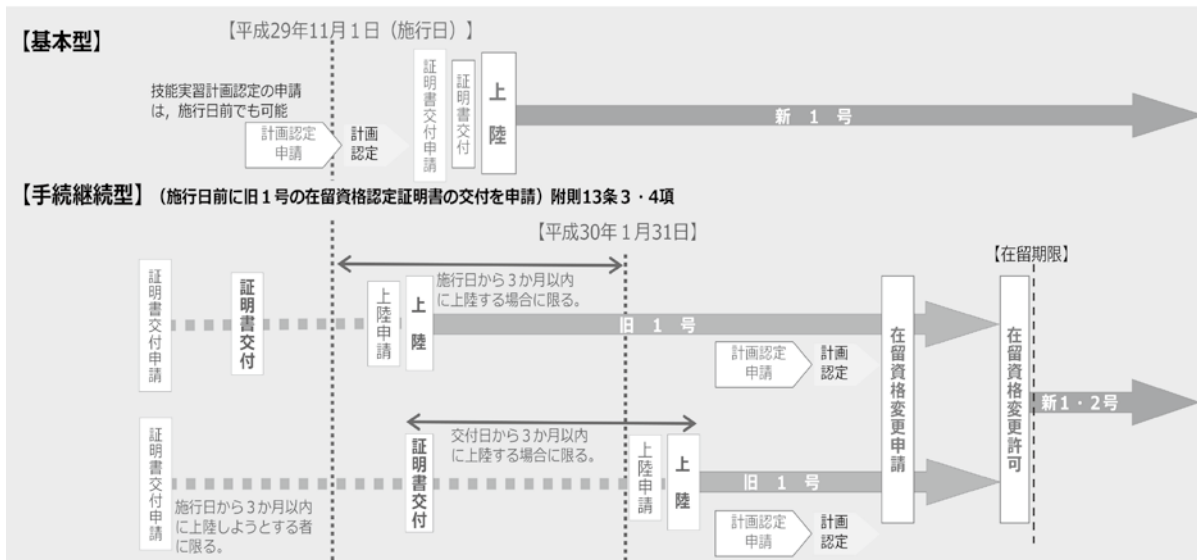 【平成29年11月1日（施行日）】
【基本型】
技能実習計画認定の申請
は，施行日前でも可能
計画認定
申請
計画
認定
証明書交付申請
証明書交付
上陸
新1号
【手続継続型】（施行日前に旧1号の在留資格認定証明書の交付を申請）附則13条3・4項
【平成30年1月31日】
【在留期限】
証明書交付申請
証明書交付
施行日から3か月以内
に上陸する場合に限る。
上陸申請
上陸
旧1号
計画認定
申請
計画
認定
在留資格変更申請
在留資格変更許可
新1・2号
証明書交付申請
施行日から3か月以内
に上陸しようとする者
に限る。
証明書交付
交付日から3か月以内
に上陸する場合に限る。
上陸申請
上陸
旧1号
計画認定
申請
計画
認定